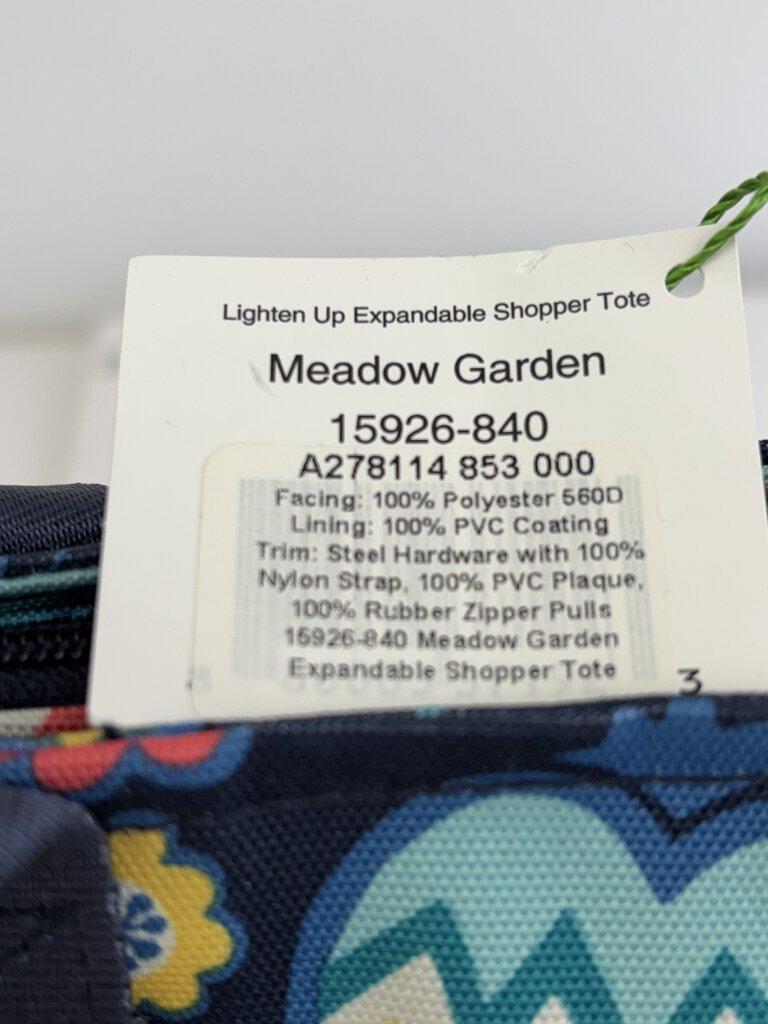 Lighten Up Expandable Shopper Tote
Meadow Garden
15926-840
A278114 853 000
Facing: 100% Polyester 560D
Lining: 100% PVC Coating
Trim: Steel Hardware with 100%
Nylon Strap, 100% PVC Plaque,
100% Rubber Zipper Pulls
15926-840 Meadow Garden
Expandable Shopper Tote
3